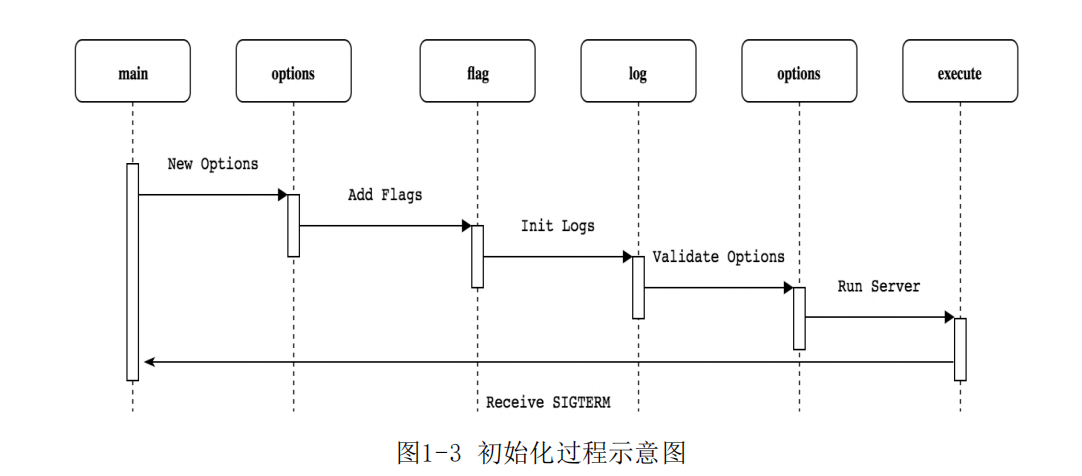 main
options
flag
log
options
execute
New Options
Add Flags
Init Logs
Validate Options
Run Server
Receive SIGTERM
图1-3 初始化过程示意图